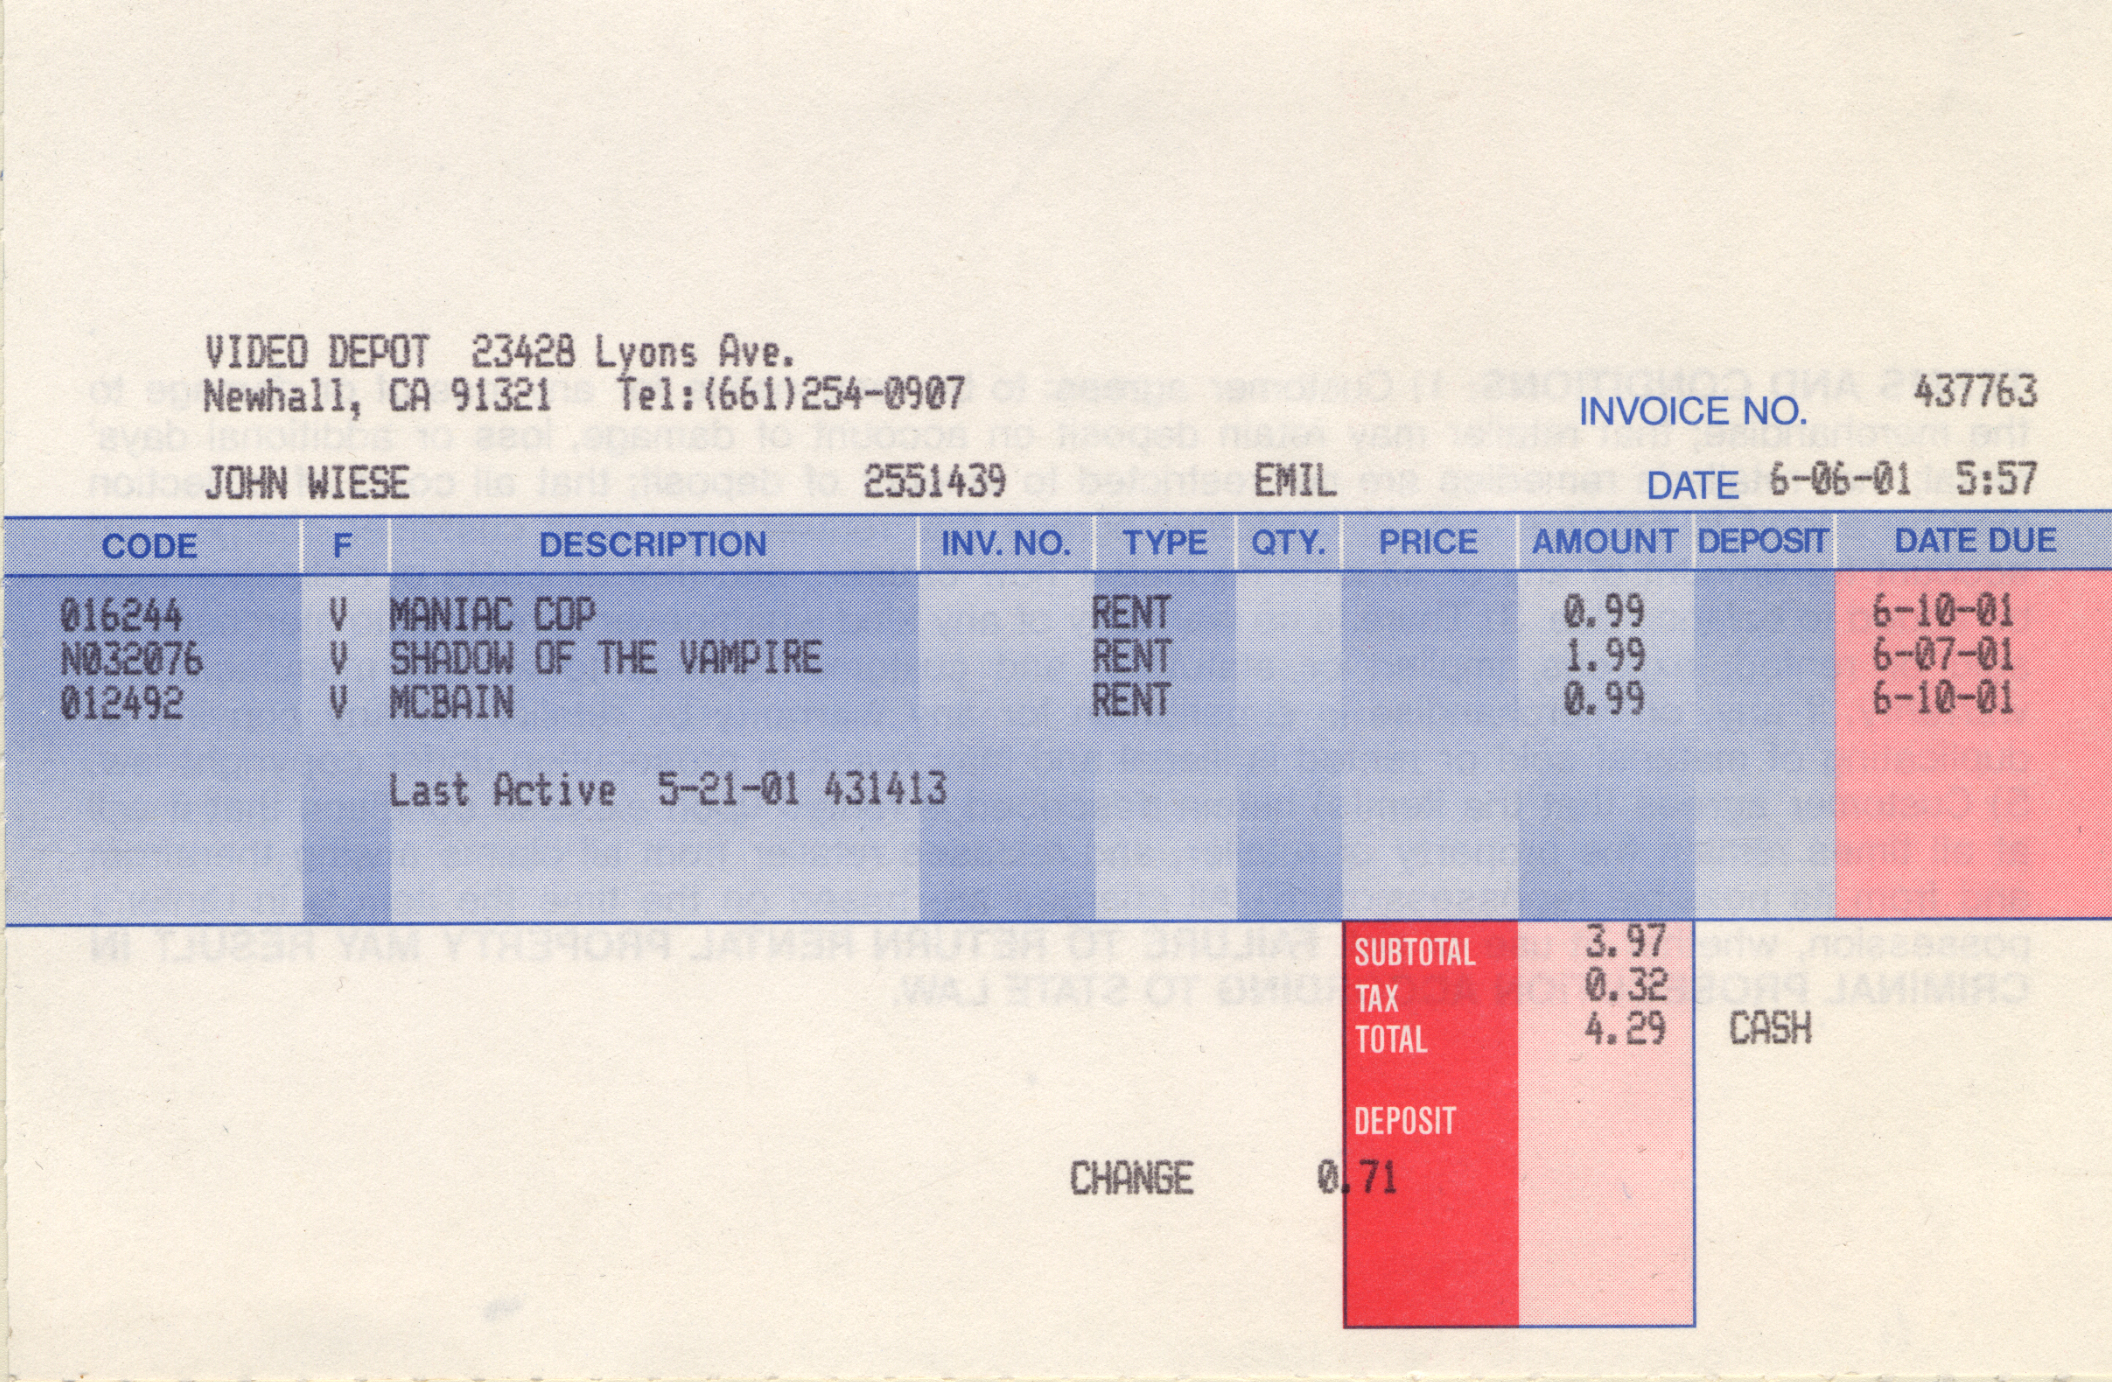 VIDEO DEPOT 23428 Lyons Ave.
Newhall, CA 91321 Tel:(661)254-0907
INVOICE NO. 437763
JOHN WIESE 2551439 EMIL DATE 6-06-01 5:57
CODE F DESCRIPTION INV. NO. TYPE QTY. PRICE AMOUNT DEPOSIT DATE DUE
016244 V MANIAC COP RENT 0.99 6-10-01
N032076 V SHADOW OF THE VAMPIRE RENT 1.99 6-07-01
012492 V MCBAIN RENT 0.99 6-10-01
Last Active 5-21-01 431413
SUBTOTAL 3.97
TAX 0.32
TOTAL 4.29 CASH
DEPOSIT
CHANGE 0.71